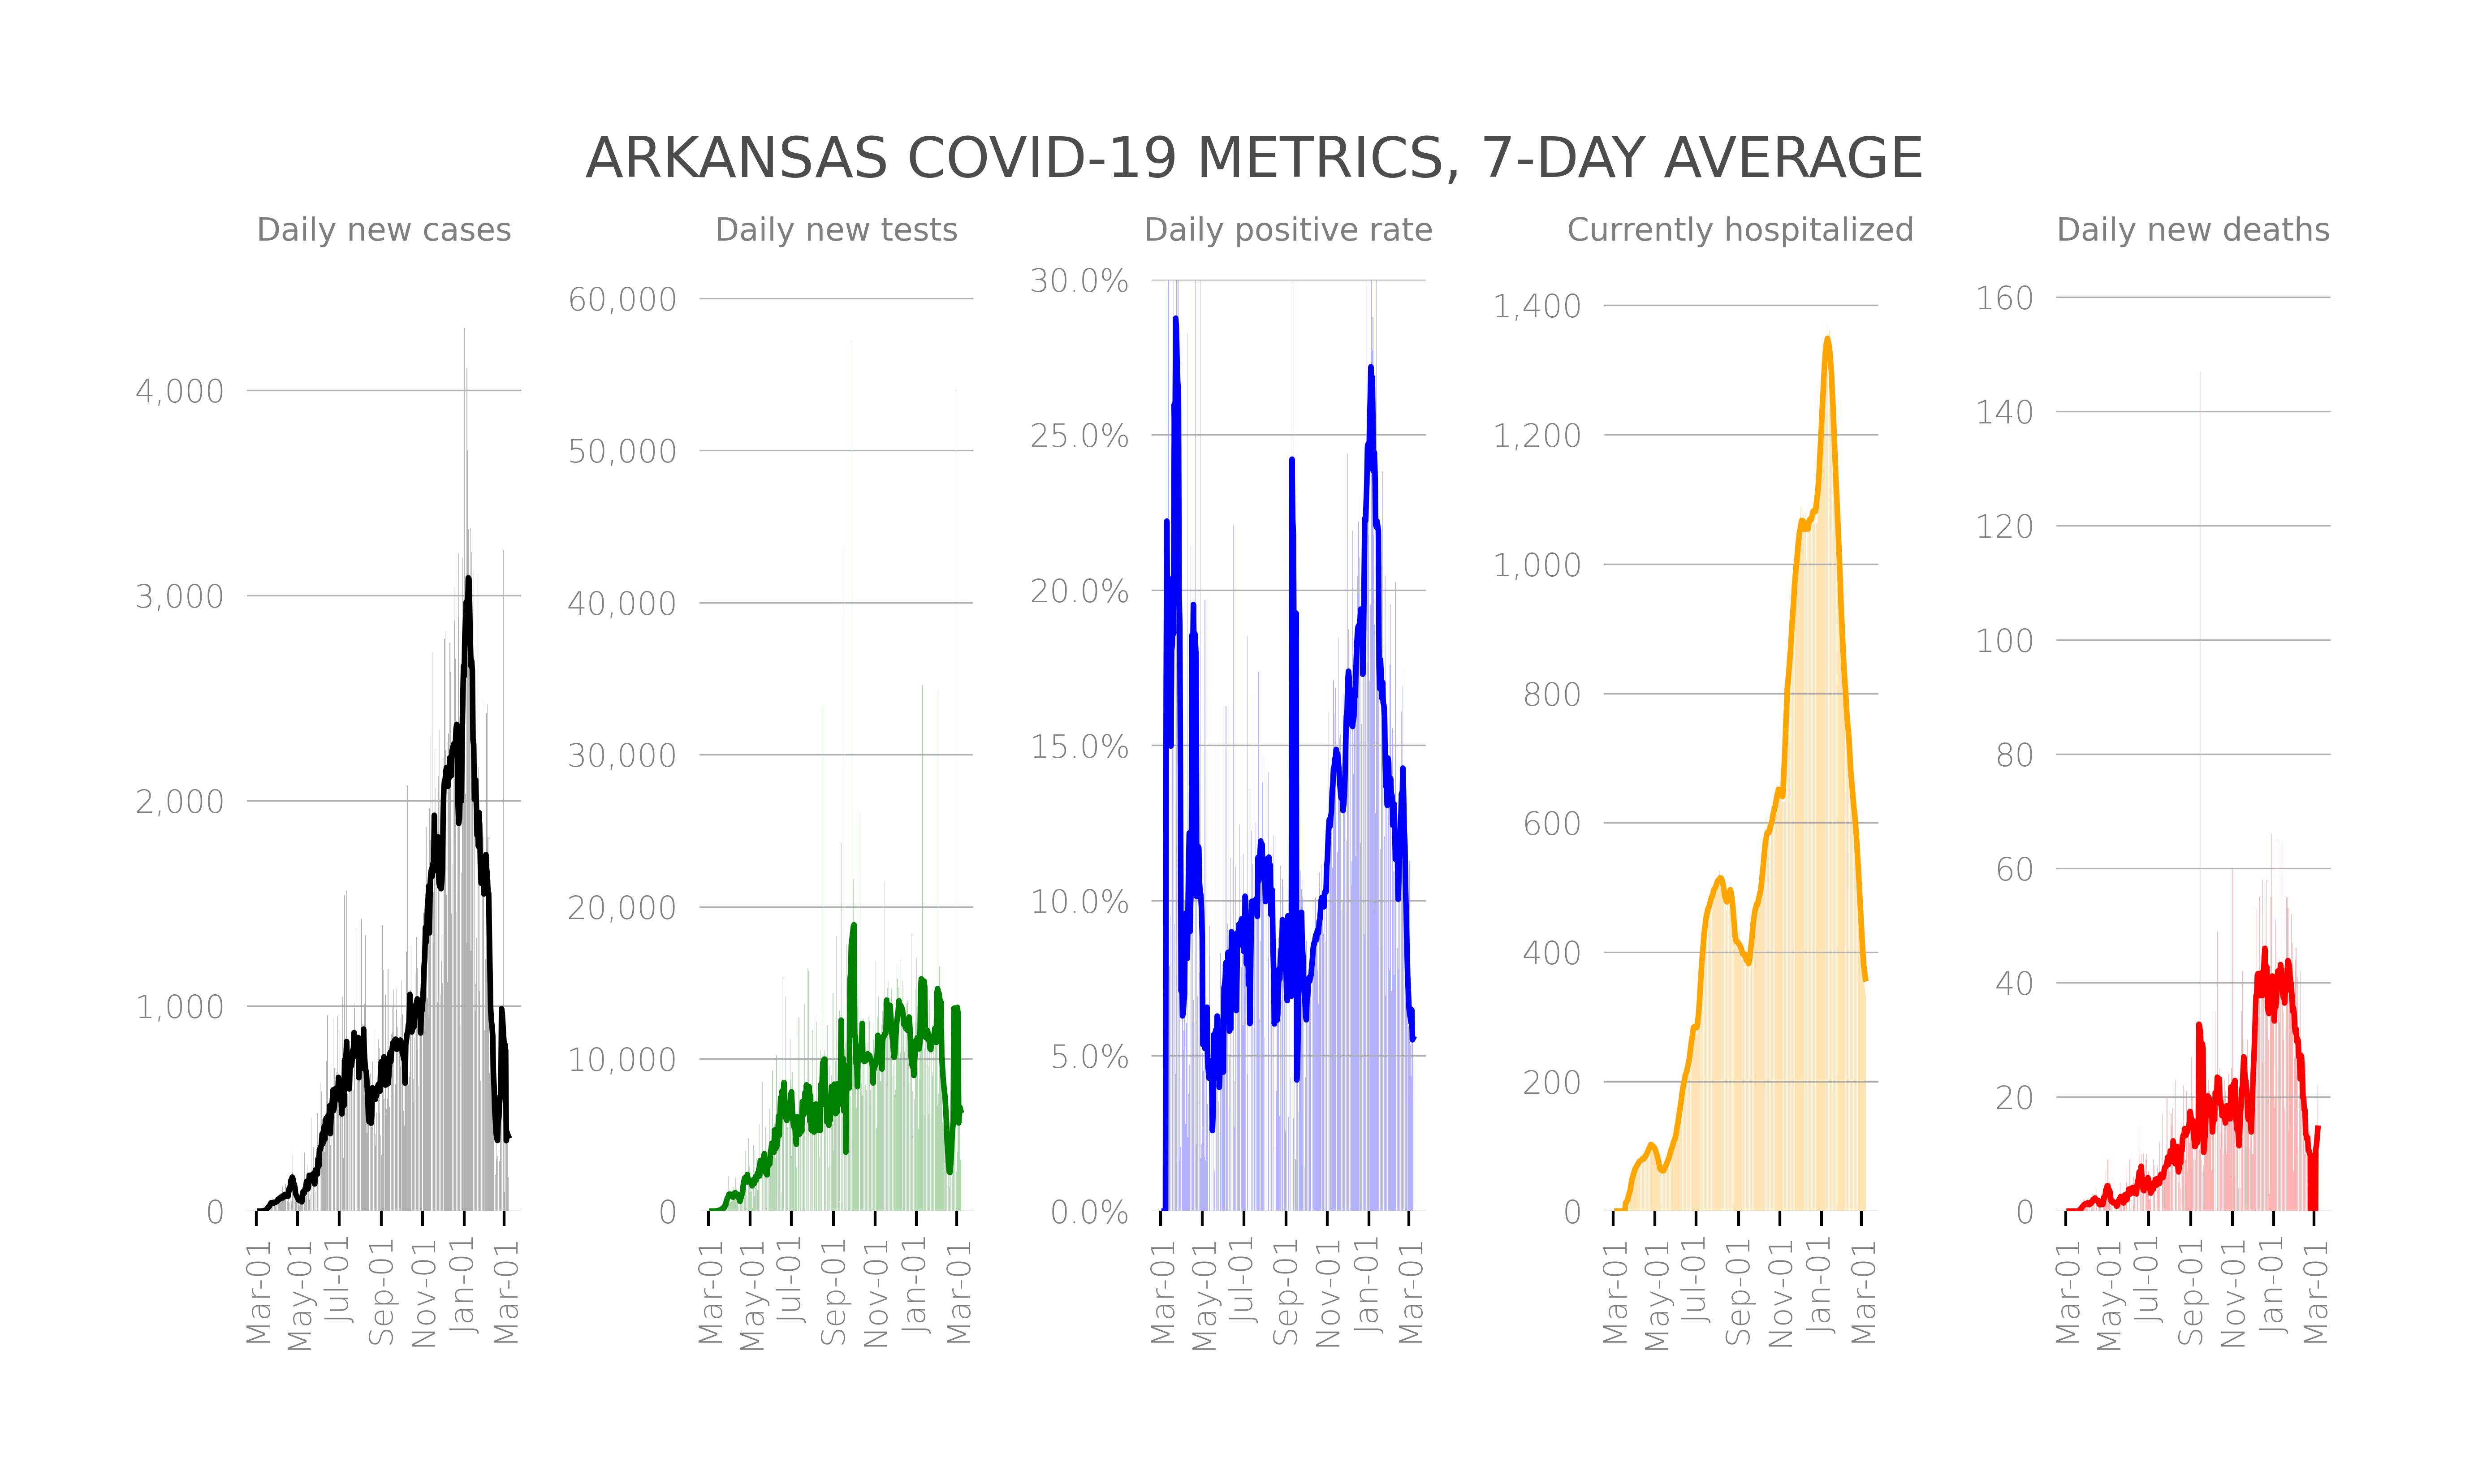 ARKANSAS COVID-19 METRICS, 7-DAY AVERAGE
Daily new cases
4,000
3,000
2,000
1,000
0
Mar-01
May-01
Jul-01
Sep-01
Nov-01
Jan-01
Mar-01
Daily new tests
60,000
50,000
40,000
30,000
20,000
10,000
0
Mar-01
May-01
Jul-01
Sep-01
Nov-01
Jan-01
Mar-01
Daily positive rate
30.0%
25.0%
20.0%
15.0%
10.0%
5.0%
0.0%
Mar-01
May-01
Jul-01
Sep-01
Nov-01
Jan-01
Mar-01
Currently hospitalized
1,400
1,200
1,000
800
600
400
200
0
Mar-01
May-01
Jul-01
Sep-01
Nov-01
Jan-01
Mar-01
Daily new deaths
160
140
120
100
80
60
40
20
0
Mar-01
May-01
Jul-01
Sep-01
Nov-01
Jan-01
Mar-01